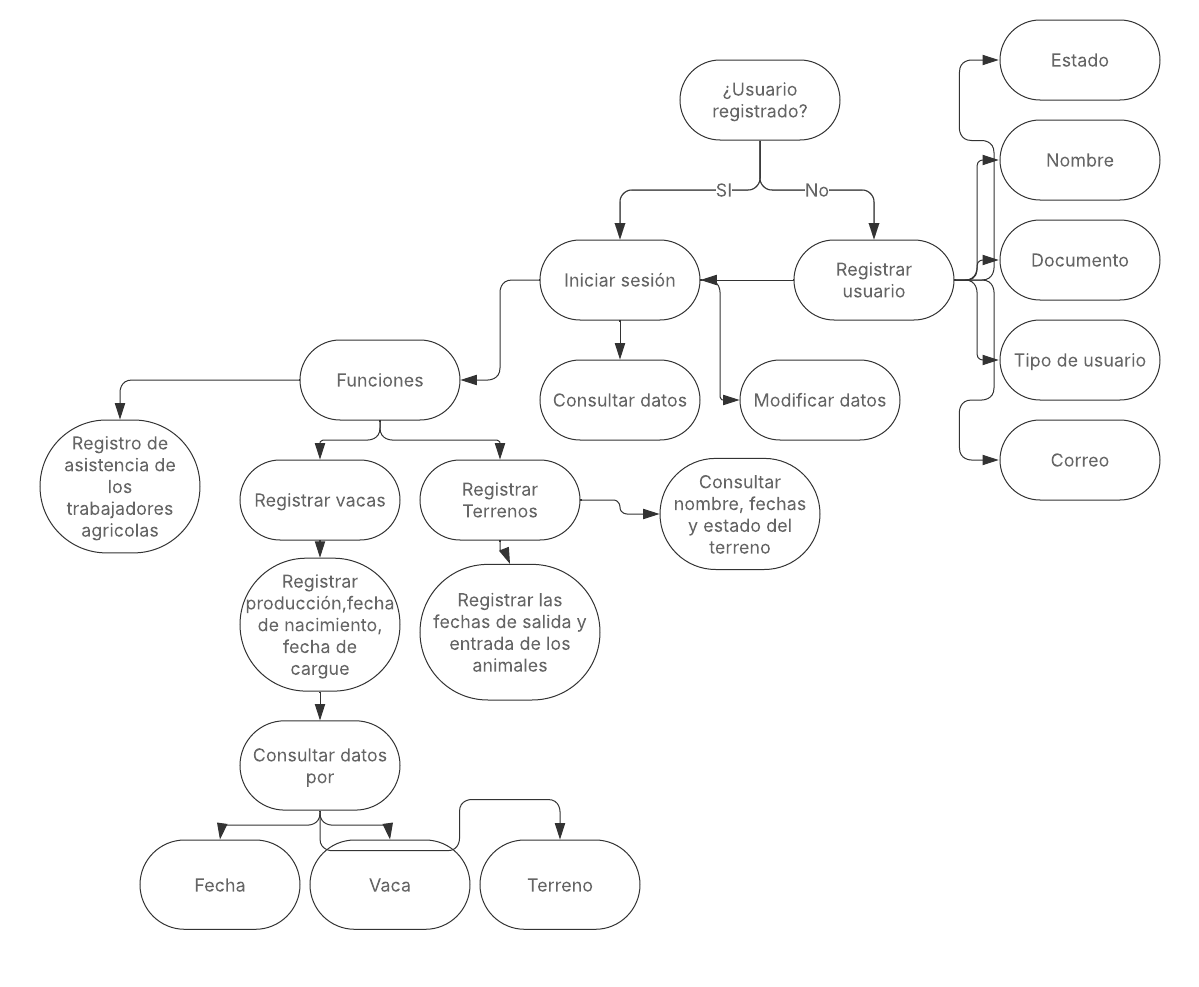 Estado
¿Usuario
registrado?
Nombre
SI
No
Documento
Iniciar sesión
Registrar
usuario
Tipo de usuario
Funciones
Consultar datos
Modificar datos
Correo
Registro de
asistencia de
los
trabajadores
agricolas
Registrar vacas
Registrar
Terrenos
Consultar
nombre, fechas
y estado del
terreno
Registrar
producción,fecha
de nacimiento,
fecha de
cargue
Registrar las
fechas de salida y
entrada de los
animales
Consultar datos
por
Fecha
Vaca
Terreno